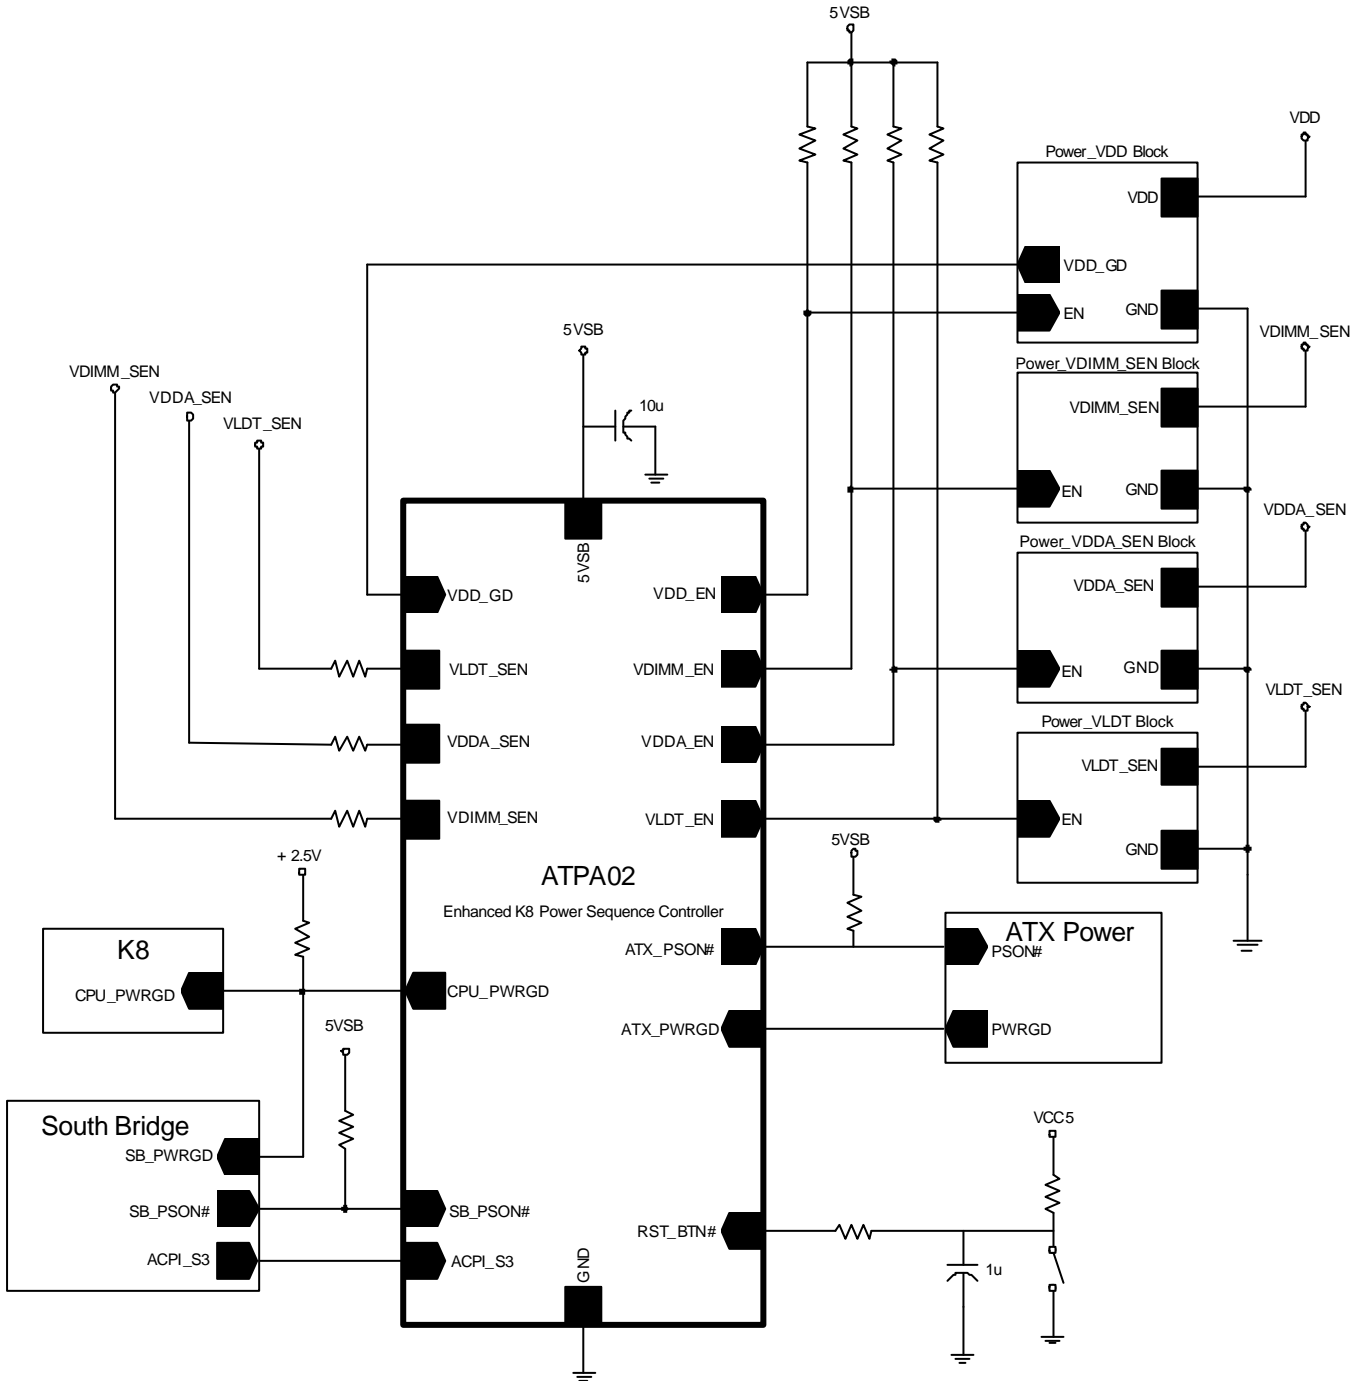 5VSB
VDD
Power_VDD Block
VDD
VDD_GD
EN
GND
5VSB
10u
VDIMM_SEN
VDDA_SEN
VLDT_SEN
VDIMM_SEN
Power_VDIMM_SEN Block
VDIMM_SEN
EN
GND
VDDA_SEN
Power_VDDA_SEN Block
VDDA_SEN
EN
GND
VLDT_SEN
Power_VLDT Block
VLDT_SEN
EN
GND
5VSB
VDD_GD
VDD_EN
VLDT_SEN
VDIMM_EN
VDDA_SEN
VDDA_EN
VDIMM_SEN
VLDT_EN
ATPA02
Enhanced K8 Power Sequence Controller
+ 2.5V
5VSB
ATX Power
ATX_PSON#
PSON#
K8
CPU_PWRGD
CPU_PWRGD
ATX_PWRGD
PWRGD
5VSB
South Bridge
SB_PWRGD
SB_PSON#
SB_PSON#
ACPI_S3
ACPI_S3
VCC5
RST_BTN#
1u
GND